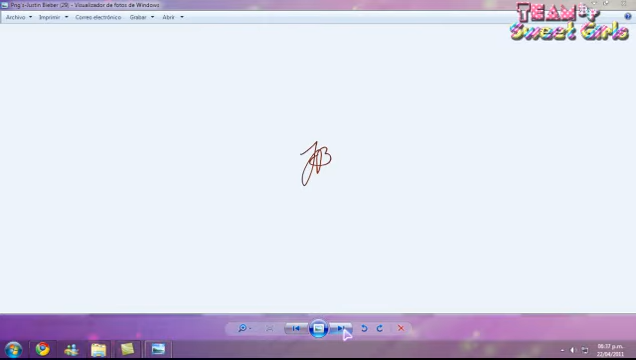 Png´s-Justin Bieber (29) - Visualizador de fotos de Windows
Archivo Imprimir Correo electrónico Grabar Abrir
TEAM
Sweet Girls
JB
08:37 p.m.
22/04/2011